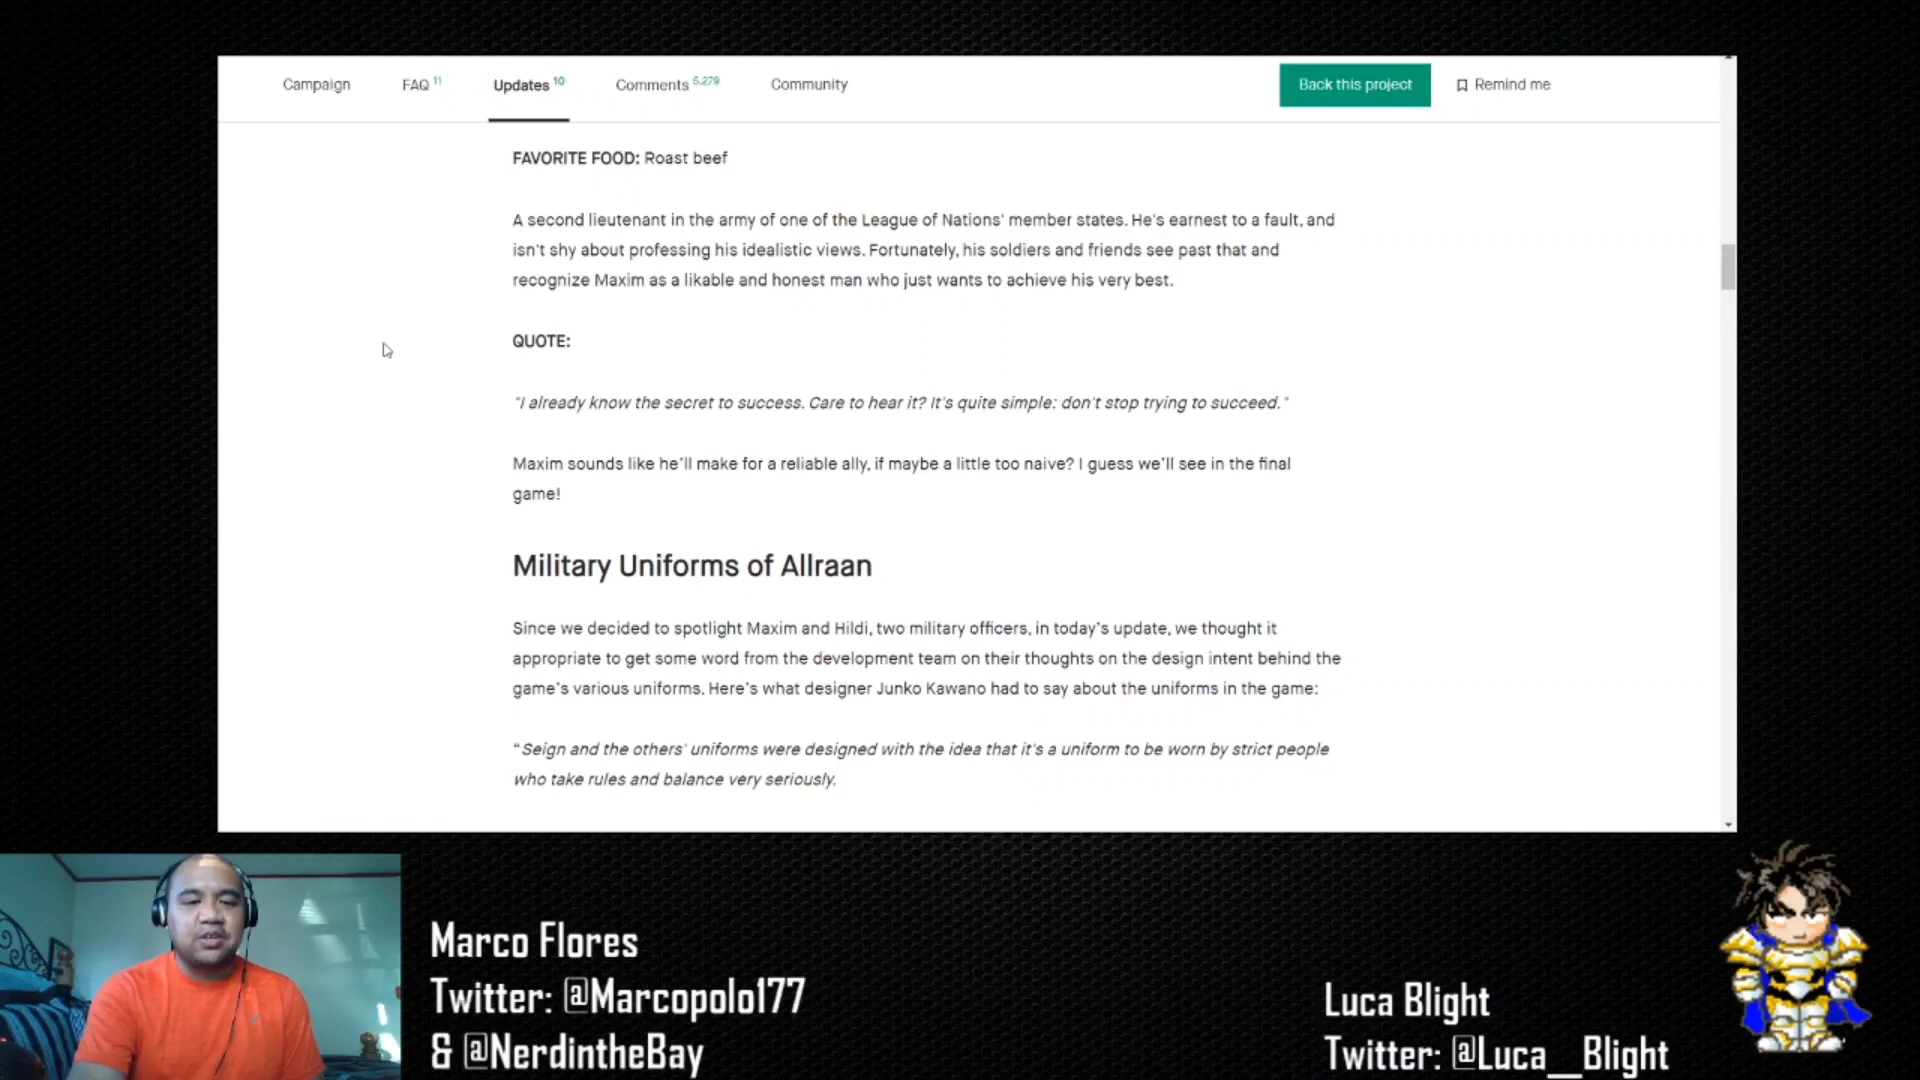 Campaign FAQ 11 Updates 10 Comments 5,279 Community Back this project Remind me
FAVORITE FOOD: Roast beef
A second lieutenant in the army of one of the League of Nations' member states. He's earnest to a fault, and
isn't shy about professing his idealistic views. Fortunately, his soldiers and friends see past that and
recognize Maxim as a likable and honest man who just wants to achieve his very best.
QUOTE:
"I already know the secret to success. Care to hear it? It's quite simple: don't stop trying to succeed."
Maxim sounds like he'll make for a reliable ally, if maybe a little too naive? I guess we'll see in the final
game!
Military Uniforms of Allraan
Since we decided to spotlight Maxim and Hildi, two military officers, in today's update, we thought it
appropriate to get some word from the development team on their thoughts on the design intent behind the
game's various uniforms. Here's what designer Junko Kawano had to say about the uniforms in the game:
“Seign and the others' uniforms were designed with the idea that it's a uniform to be worn by strict people
who take rules and balance very seriously.
Marco Flores
Twitter: @Marcopolo177
& @NerdintheBay
Luca Blight
Twitter: @Luca__Blight